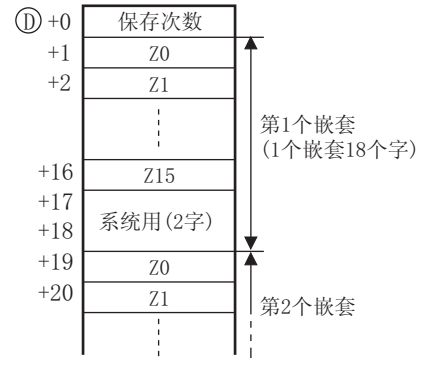 Ⓓ +0 保存次数
+1 Z0
+2 Z1
第1个嵌套
(1个嵌套18个字)
+16 Z15
+17
系统用(2字)
+18
+19 Z0
+20 Z1
第2个嵌套